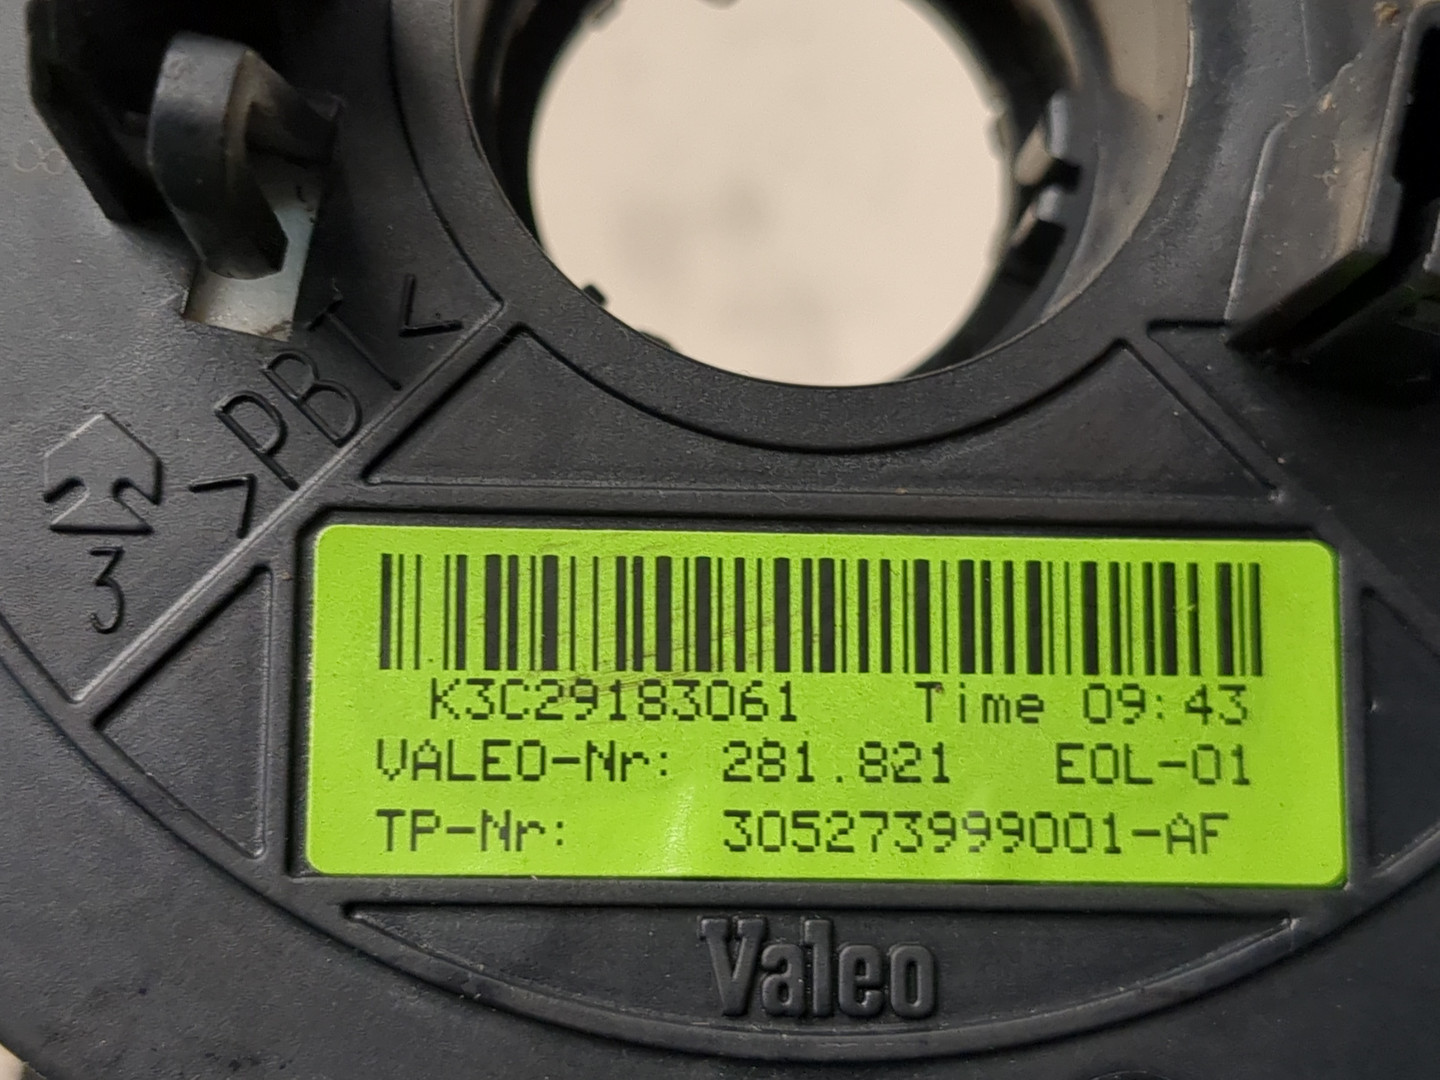 >PBT<
3
K3C29183061 Time 09:43
VALEO-Nr: 281.821 EOL-01
TP-Nr: 305273999001-AF
Valeo